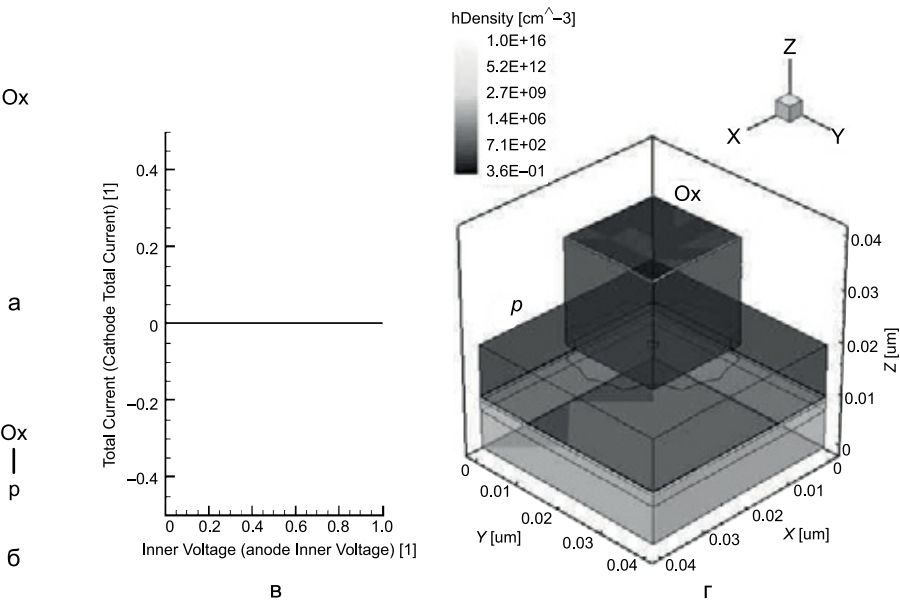 Ox
а
Ox
p
б
Total Current (Cathode Total Current) [1]
0.4
0.2
0
−0.2
−0.4
0 0.2 0.4 0.6 0.8 1.0
Inner Voltage (anode Inner Voltage) [1]
в
hDensity [cm^−3]
1.0E+16
5.2E+12
2.7E+09
1.4E+06
7.1E+02
3.6E−01
Z
X
Y
Ox
p
0.04
0.03
0.02
0.01
0
Z [um]
0
0.01
0.02
0.03
0.04
Y [um]
0
0.01
0.02
0.03
0.04
X [um]
г